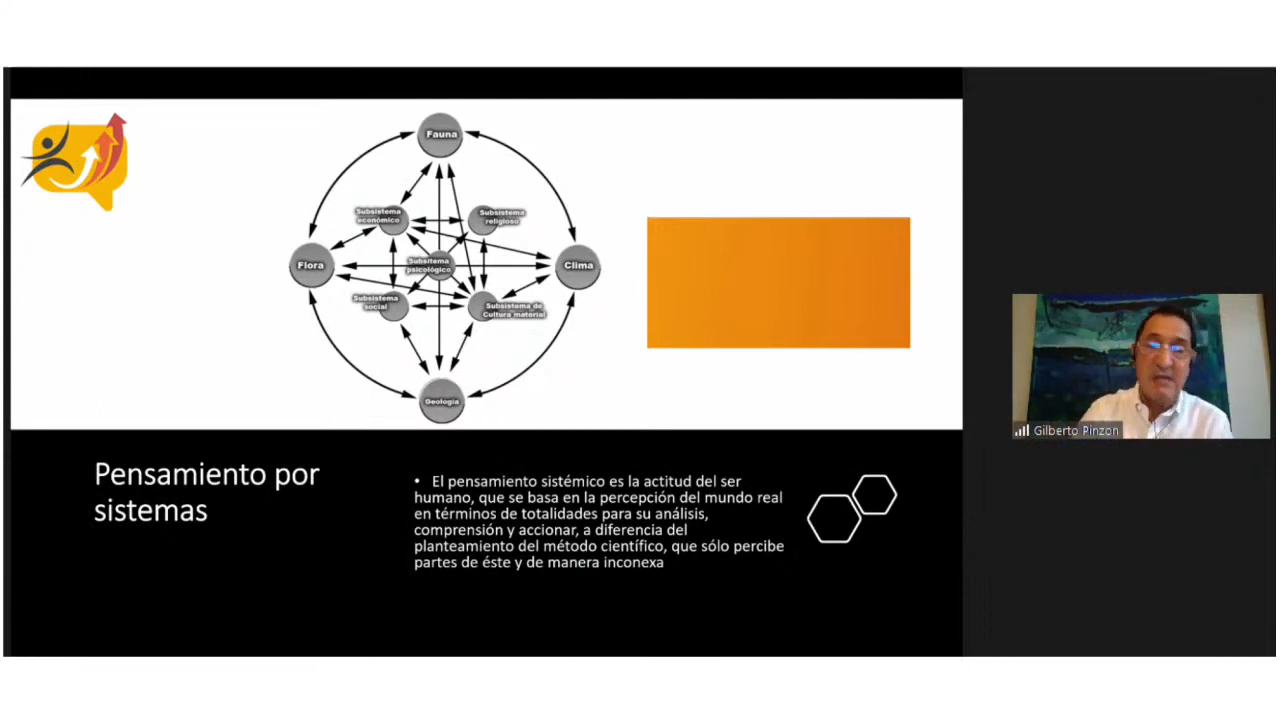 Fauna
Subsistema
económico
Subsistema
religioso
Flora
Subsitema
psicológico
Clima
Subsistema
social
Subsistema de
Cultura material
Geología
Gilberto Pinzon
Pensamiento por
sistemas
• El pensamiento sistémico es la actitud del ser
humano, que se basa en la percepción del mundo real
en términos de totalidades para su análisis,
comprensión y accionar, a diferencia del
planteamiento del método científico, que sólo percibe
partes de éste y de manera inconexa